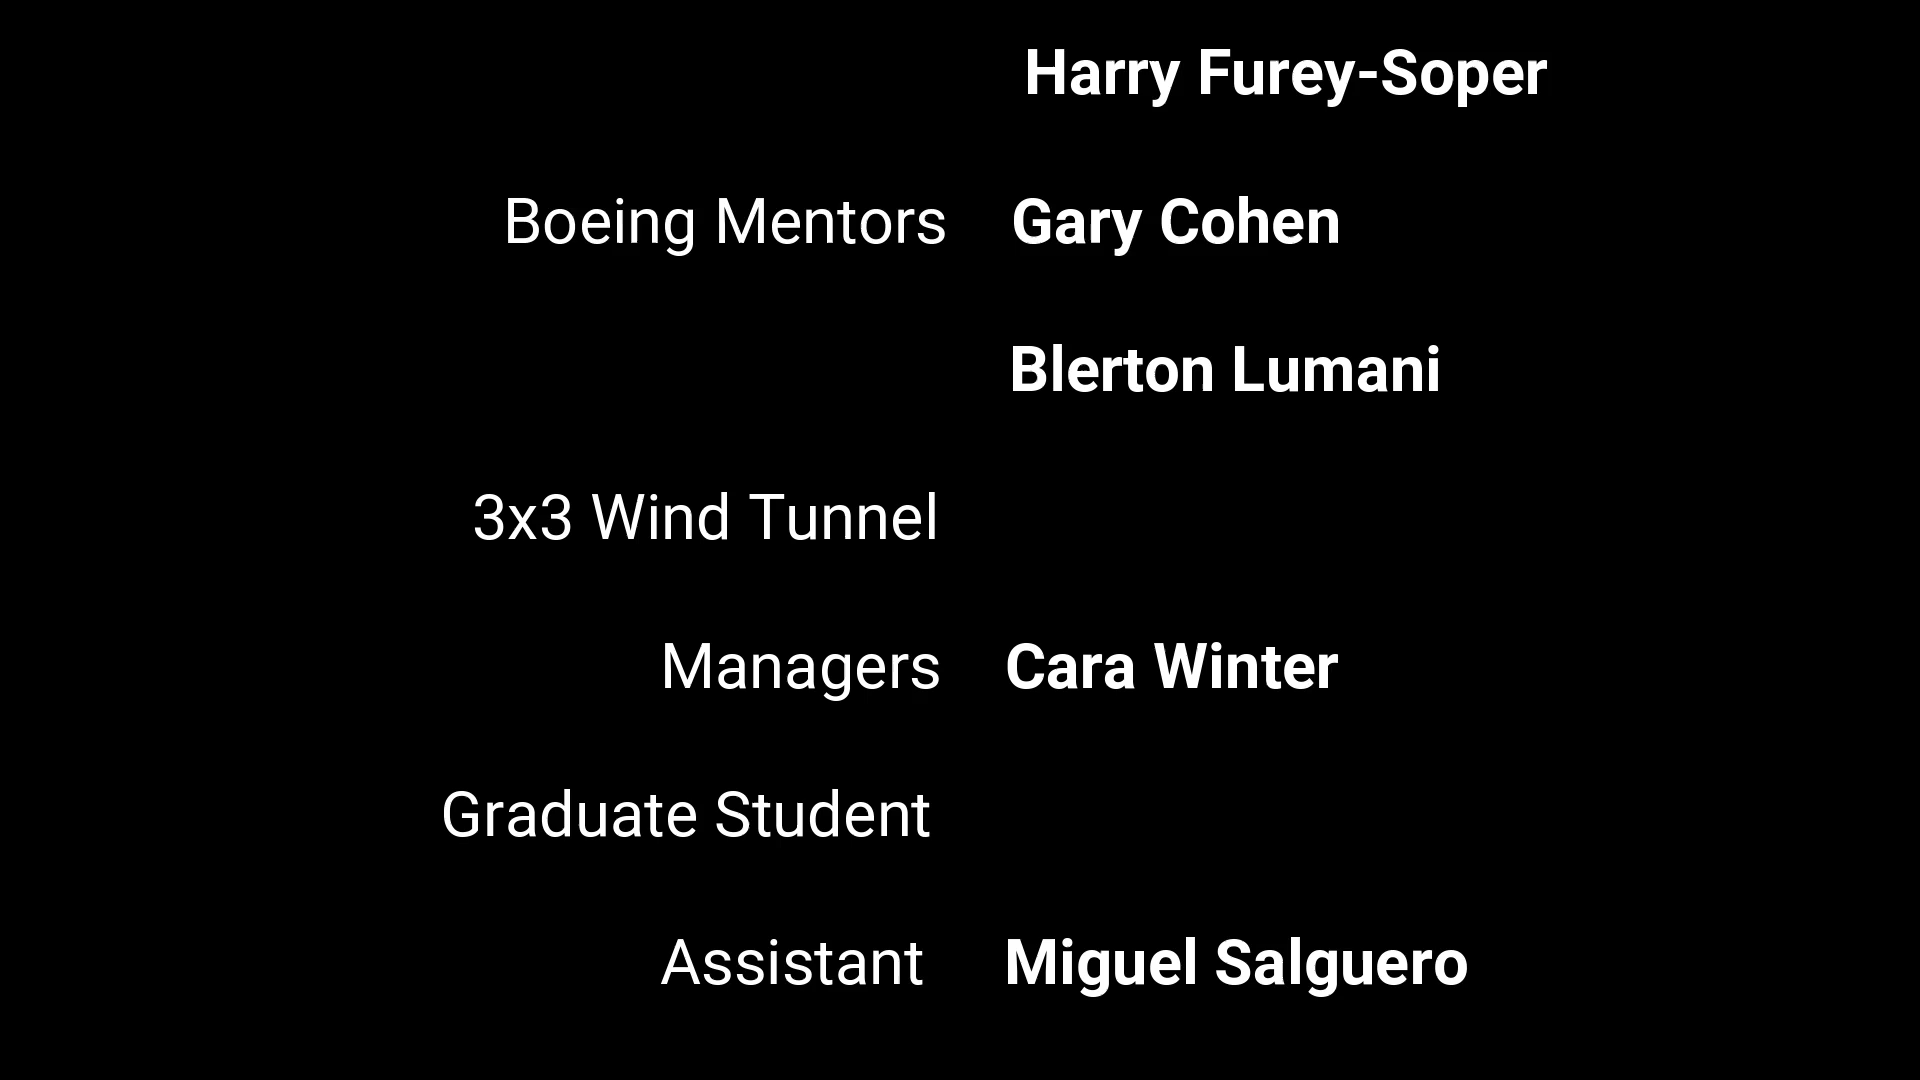 Harry Furey-Soper
Boeing Mentors Gary Cohen
Blerton Lumani
3x3 Wind Tunnel
Managers Cara Winter
Graduate Student
Assistant Miguel Salguero